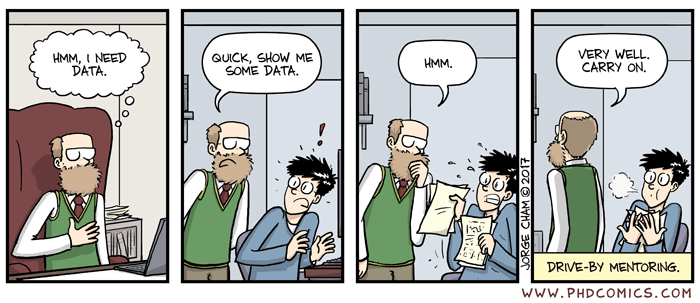 HMM, I NEED
DATA.
QUICK, SHOW ME
SOME DATA.
!
HMM.
VERY WELL.
CARRY ON.
JORGE CHAM © 2017
DRIVE-BY MENTORING.
WWW.PHDCOMICS.COM